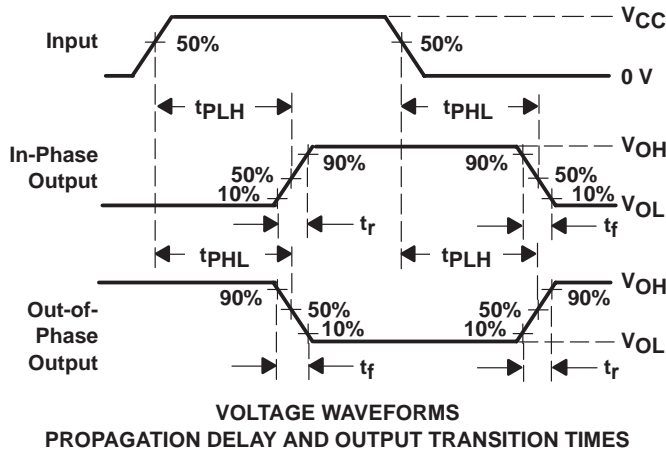 Input
50%
50%
VCC
0 V
tPLH
tPHL
In-Phase
Output
50%
10%
90%
90%
50%
10%
VOH
VOL
tr
tf
tPHL
tPLH
Out-of-
Phase
Output
90%
50%
10%
50%
10%
90%
VOH
VOL
tf
tr
VOLTAGE WAVEFORMS
PROPAGATION DELAY AND OUTPUT TRANSITION TIMES